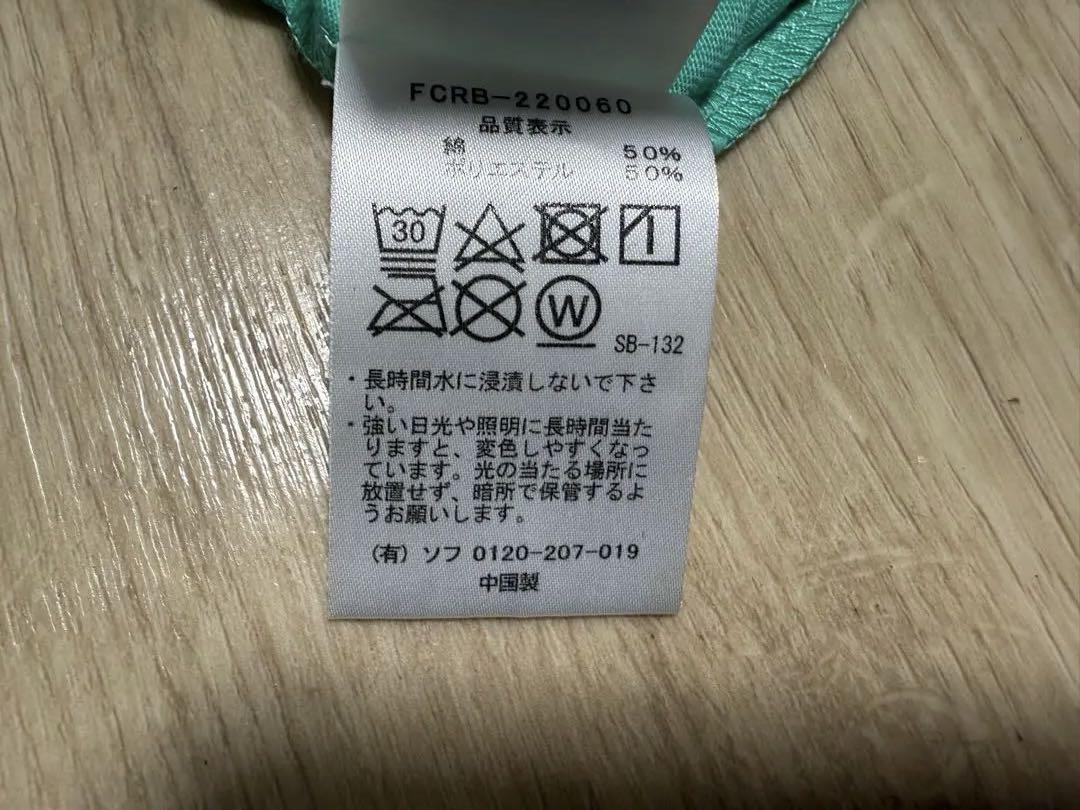 FCRB-220060
品質表示
綿 50%
ポリエステル 50%
30
W
SB-132
・長時間水に浸漬しないで下さ
い。
・強い日光や照明に長時間当た
りますと、変色しやすくなっ
ています。光の当たる場所に
放置せず、暗所で保管するよ
うお願いします。
(有) ソフ 0120-207-019
中国製